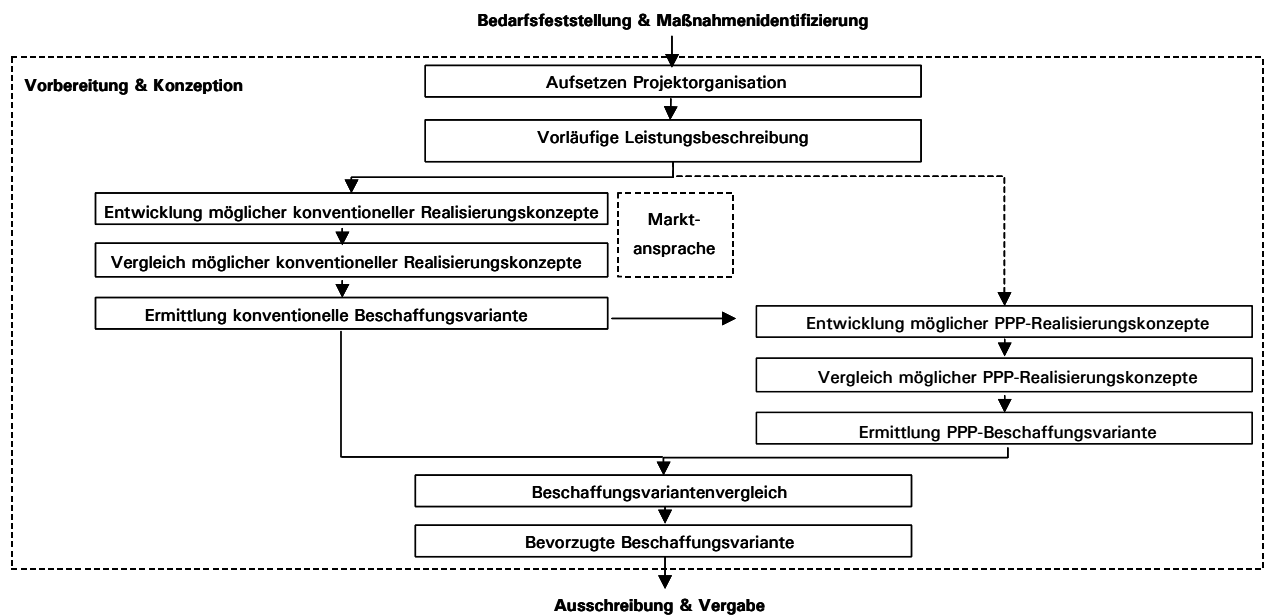 Bedarfsfeststellung & Maßnahmenidentifizierung
Vorbereitung & Konzeption
Aufsetzen Projektorganisation
Vorläufige Leistungsbeschreibung
Entwicklung möglicher konventioneller Realisierungskonzepte
Markt-
ansprache
Vergleich möglicher konventioneller Realisierungskonzepte
Ermittlung konventionelle Beschaffungsvariante
Entwicklung möglicher PPP-Realisierungskonzepte
Vergleich möglicher PPP-Realisierungskonzepte
Ermittlung PPP-Beschaffungsvariante
Beschaffungsvariantenvergleich
Bevorzugte Beschaffungsvariante
Ausschreibung & Vergabe